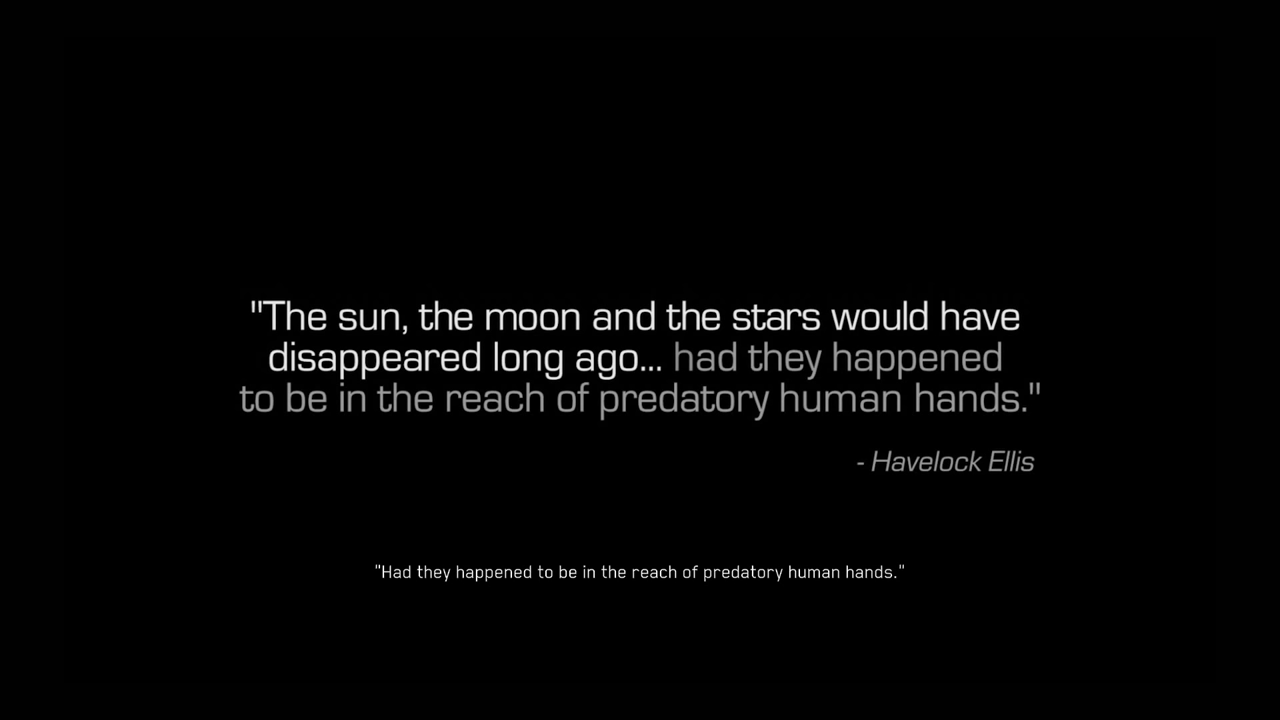 "The sun, the moon and the stars would have
disappeared long ago... had they happened
to be in the reach of predatory human hands."
- Havelock Ellis
"Had they happened to be in the reach of predatory human hands."